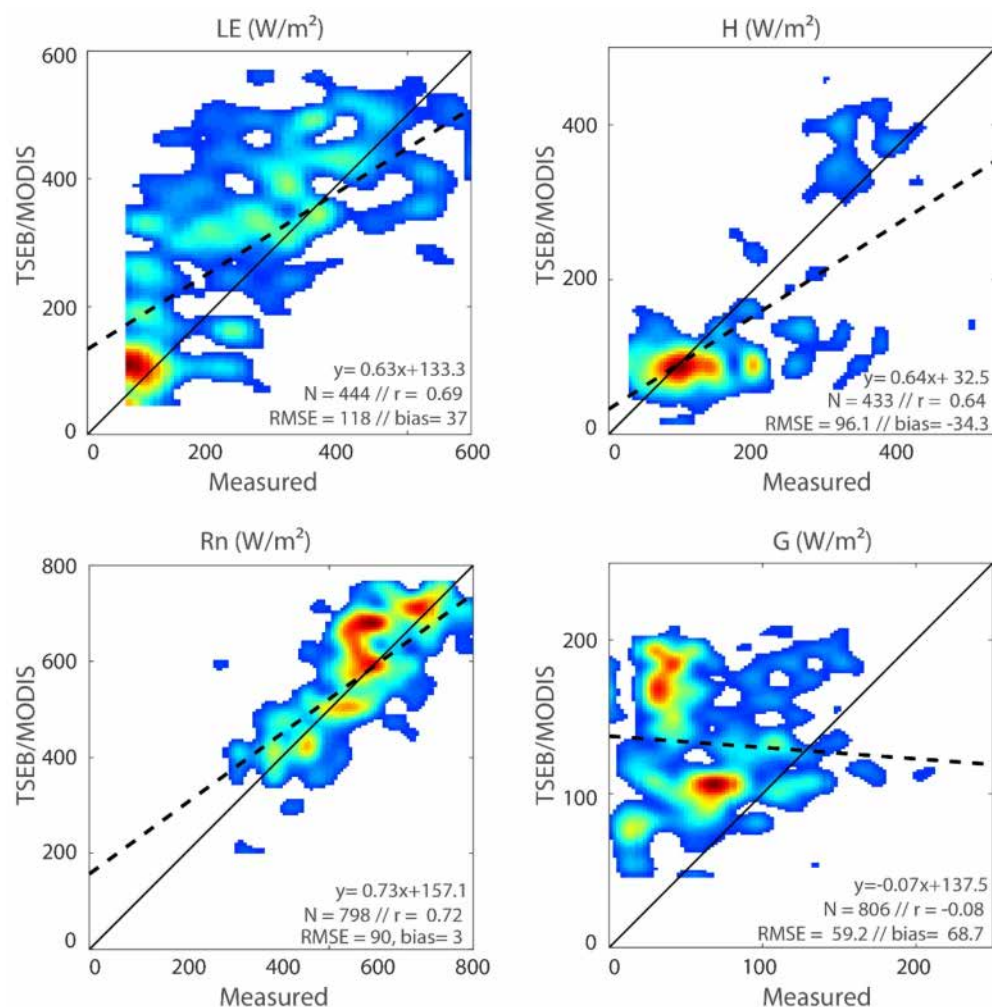 LE (W/m²)
600
400
200
0
TSEB/MODIS
y= 0.63x+133.3
N = 444 // r = 0.69
RMSE = 118 // bias= 37
0 200 400 600
Measured
H (W/m²)
400
200
0
TSEB/MODIS
y= 0.64x+ 32.5
N = 433 // r = 0.64
RMSE = 96.1 // bias= -34.3
0 200 400
Measured
Rn (W/m²)
800
600
400
200
0
TSEB/MODIS
y= 0.73x+157.1
N = 798 // r = 0.72
RMSE = 90, bias= 3
0 200 400 600 800
Measured
G (W/m²)
200
100
0
TSEB/MODIS
y=-0.07x+137.5
N = 806 // r = -0.08
RMSE = 59.2 // bias= 68.7
0 100 200
Measured